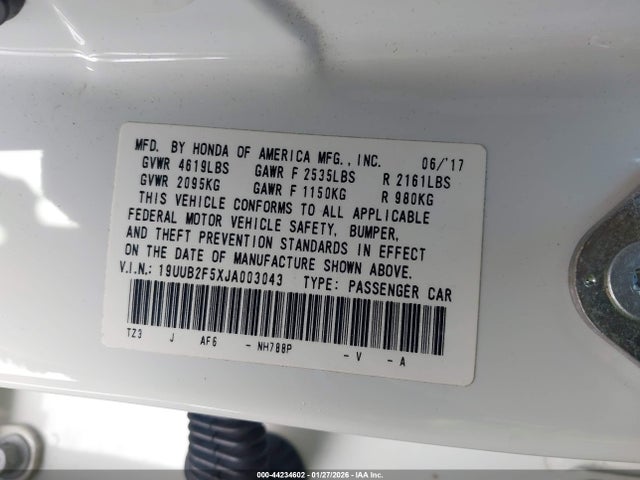 MFD. BY HONDA OF AMERICA MFG., INC. 06/'17
GVWR 4619LBS GAWR F 2535LBS R 2161LBS
GVWR 2095KG GAWR F 1150KG R 980KG
THIS VEHICLE CONFORMS TO ALL APPLICABLE
FEDERAL MOTOR VEHICLE SAFETY, BUMPER,
AND THEFT PREVENTION STANDARDS IN EFFECT
ON THE DATE OF MANUFACTURE SHOWN ABOVE.
V.I.N.: 19UUB2F5XJA003043 TYPE: PASSENGER CAR
TZ3 J AF6 - NH788P - V - A
000-44234602 - 01/27/2026 - IAA Inc.